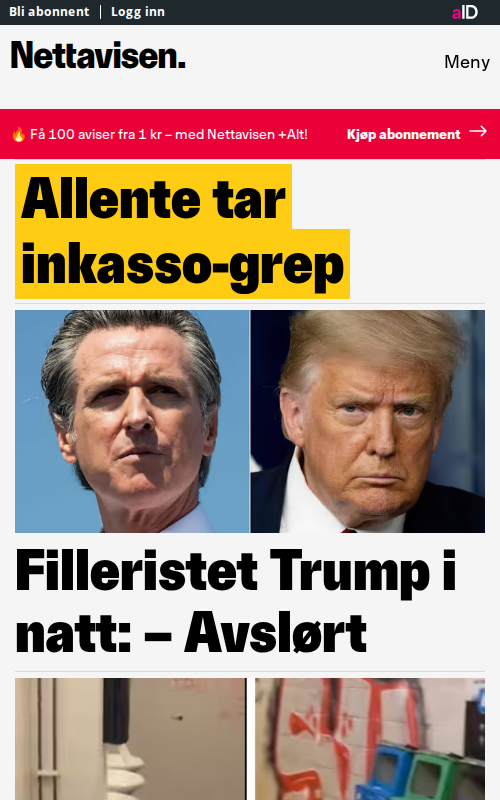 Bli abonnent
Logg inn
aID
Nettavisen.
Meny
🔥 Få 100 aviser fra 1 kr – med Nettavisen +Alt!
Kjøp abonnement →
Allente tar
inkasso-grep
Filleristet Trump i
natt: – Avslørt